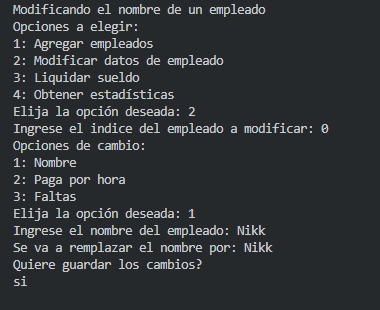 Modificando el nombre de un empleado
Opciones a elegir:
1: Agregar empleados
2: Modificar datos de empleado
3: Liquidar sueldo
4: Obtener estadísticas
Elija la opción deseada: 2
Ingrese el indice del empleado a modificar: 0
Opciones de cambio:
1: Nombre
2: Paga por hora
3: Faltas
Elija la opción deseada: 1
Ingrese el nombre del empleado: Nikk
Se va a remplazar el nombre por: Nikk
Quiere guardar los cambios?
si